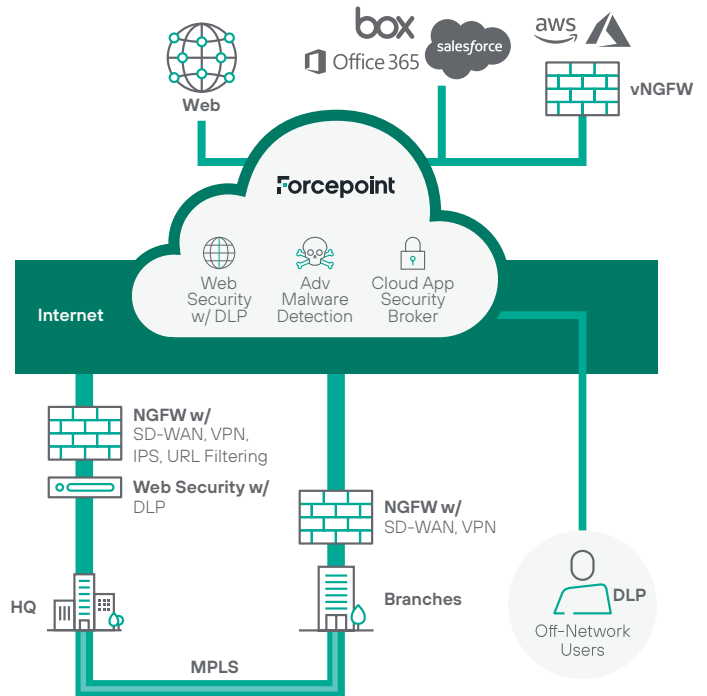 box
aws
Office 365
salesforce
Web
vNGFW
Forcepoint
Web
Security
w/ DLP
Adv
Malware
Detection
Cloud App
Security
Broker
Internet
NGFW w/
SD-WAN, VPN,
IPS, URL Filtering
Web Security w/
DLP
NGFW w/
SD-WAN, VPN
HQ
Branches
DLP
Off-Network
Users
MPLS